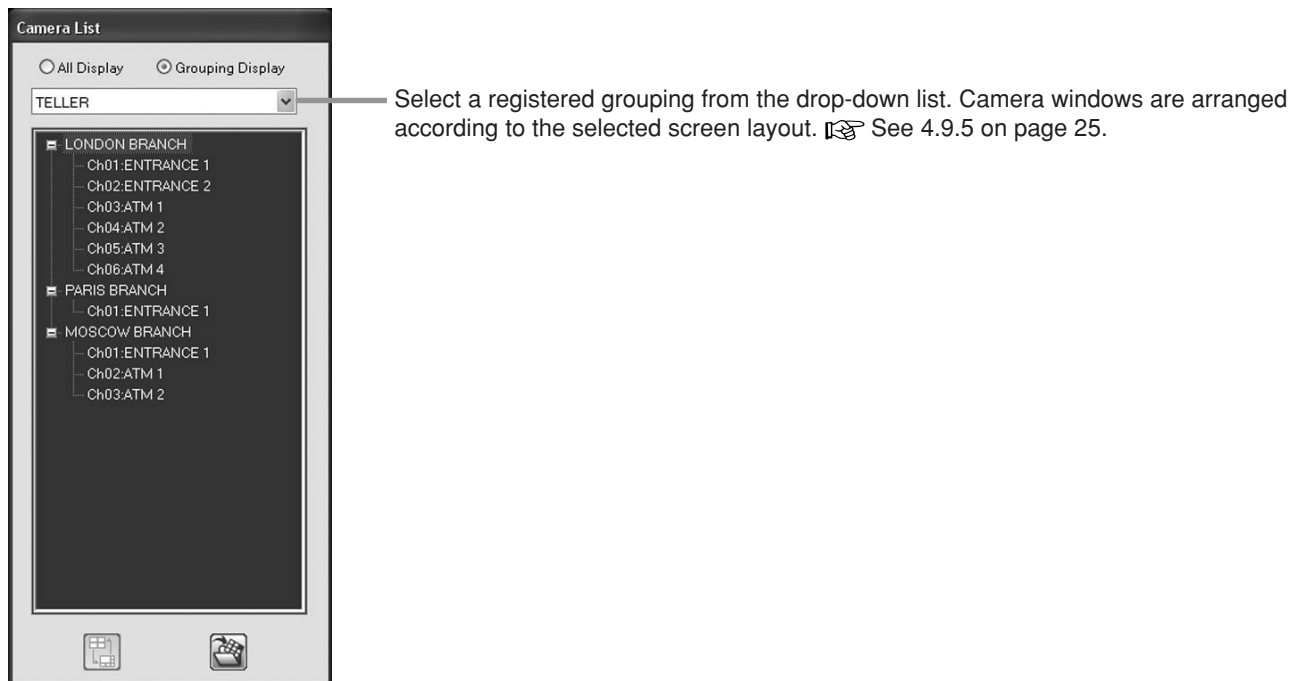 Camera List
All Display Grouping Display
TELLER
Select a registered grouping from the drop-down list. Camera windows are arranged
according to the selected screen layout. See 4.9.5 on page 25.
LONDON BRANCH
Ch01:ENTRANCE 1
Ch02:ENTRANCE 2
Ch03:ATM 1
Ch04:ATM 2
Ch05:ATM 3
Ch06:ATM 4
PARIS BRANCH
Ch01:ENTRANCE 1
MOSCOW BRANCH
Ch01:ENTRANCE 1
Ch02:ATM 1
Ch03:ATM 2